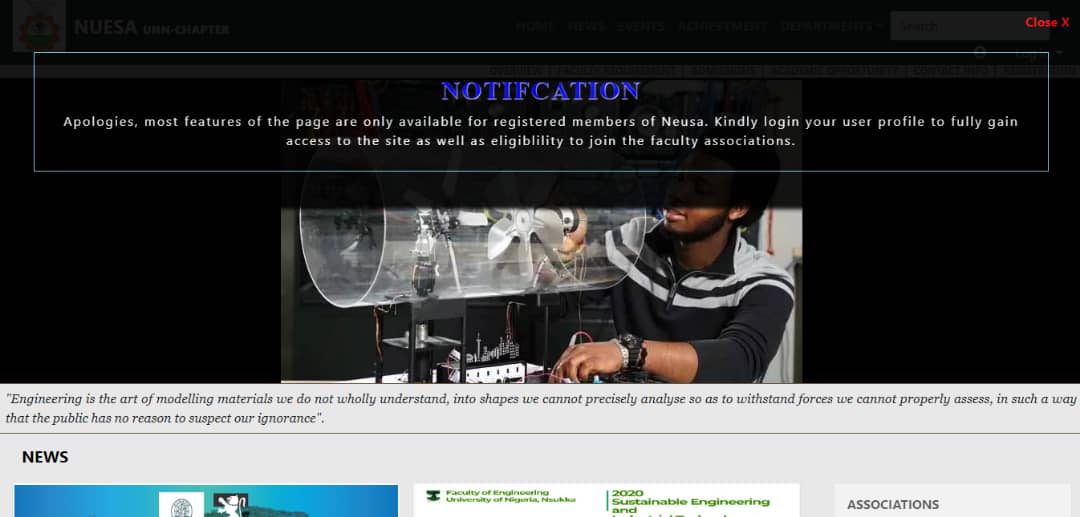 NUESA UNN-CHAPTER
HOME NEWS EVENTS ACHIEVEMENT DEPARTMENTS Search
Close X
Login
NOTIFCATION
Apologies, most features of the page are only available for registered members of Neusa. Kindly login your user profile to fully gain
access to the site as well as eligiblility to join the faculty associations.
"Engineering is the art of modelling materials we do not wholly understand, into shapes we cannot precisely analyse so as to withstand forces we cannot properly assess, in such a way
that the public has no reason to suspect our ignorance".
NEWS
Faculty of Engineering
University of Nigeria, Nsukka
2020
Sustainable Engineering
and
ASSOCIATIONS